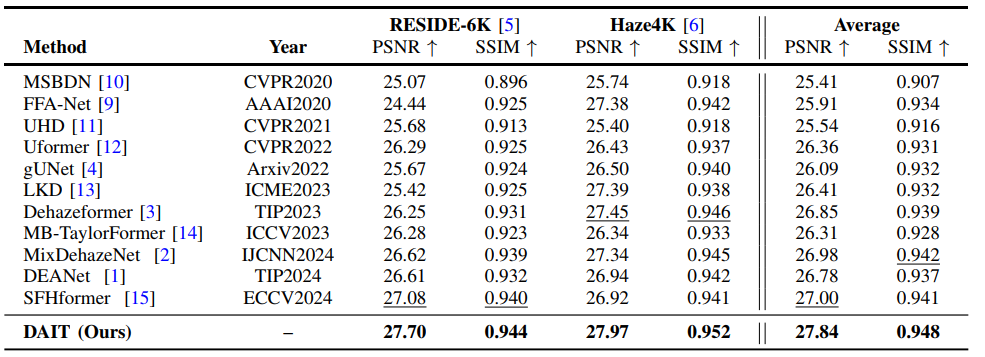 RESIDE-6K [5] Haze4K [6] Average
Method Year PSNR ↑ SSIM ↑ PSNR ↑ SSIM ↑ PSNR ↑ SSIM ↑
MSBDN [10] CVPR2020 25.07 0.896 25.74 0.918 25.41 0.907
FFA-Net [9] AAAI2020 24.44 0.925 27.38 0.942 25.91 0.934
UHD [11] CVPR2021 25.68 0.913 25.40 0.918 25.54 0.916
Uformer [12] CVPR2022 26.29 0.925 26.43 0.937 26.36 0.931
gUNet [4] Arxiv2022 25.67 0.924 26.50 0.940 26.09 0.932
LKD [13] ICME2023 25.42 0.925 27.39 0.938 26.41 0.932
Dehazeformer [3] TIP2023 26.25 0.931 27.45 0.946 26.85 0.939
MB-TaylorFormer [14] ICCV2023 26.28 0.923 26.34 0.933 26.31 0.928
MixDehazeNet [2] IJCNN2024 26.62 0.939 27.34 0.945 26.98 0.942
DEANet [1] TIP2024 26.61 0.932 26.94 0.942 26.78 0.937
SFHformer [15] ECCV2024 27.08 0.940 26.92 0.941 27.00 0.941
DAIT (Ours) – 27.70 0.944 27.97 0.952 27.84 0.948